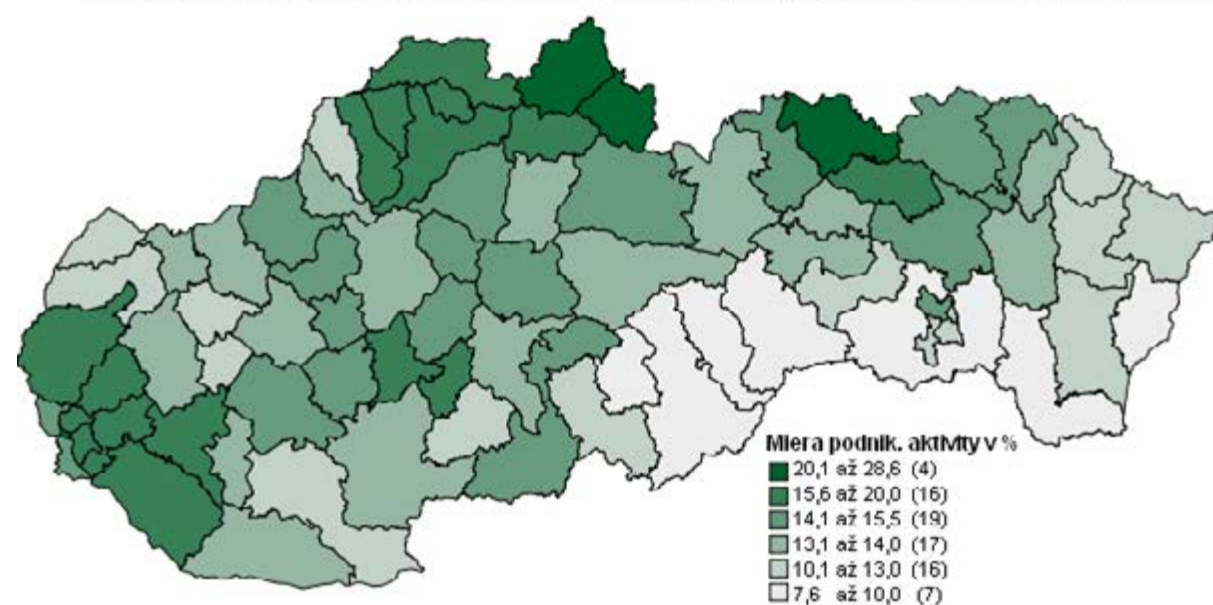 Miera podnik. aktivity v %
20,1 až 28,6 (4)
15,6 až 20,0 (16)
14,1 až 15,5 (19)
13,1 až 14,0 (17)
10,1 až 13,0 (16)
7,6 až 10,0 (7)